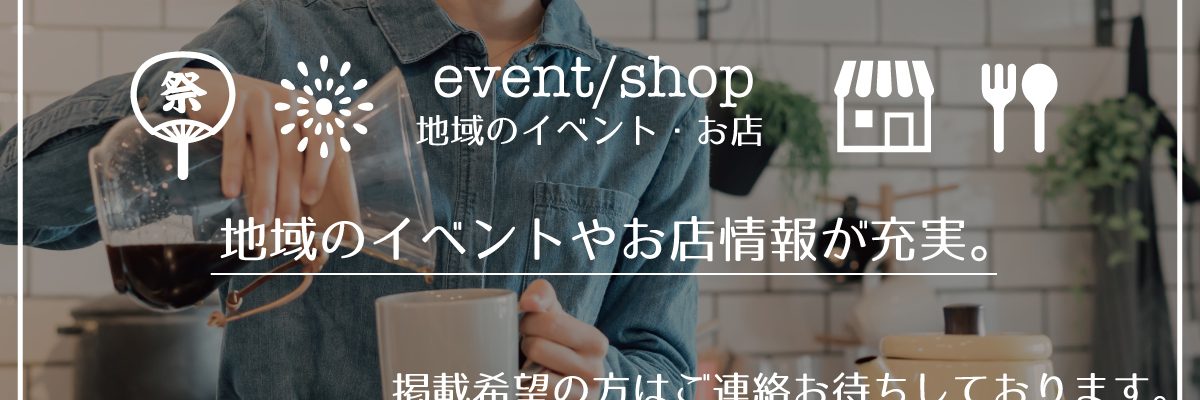 祭
event/shop
地域のイベント・お店
地域のイベントやお店情報が充実。
掲載希望の方はご連絡お待ちしております。